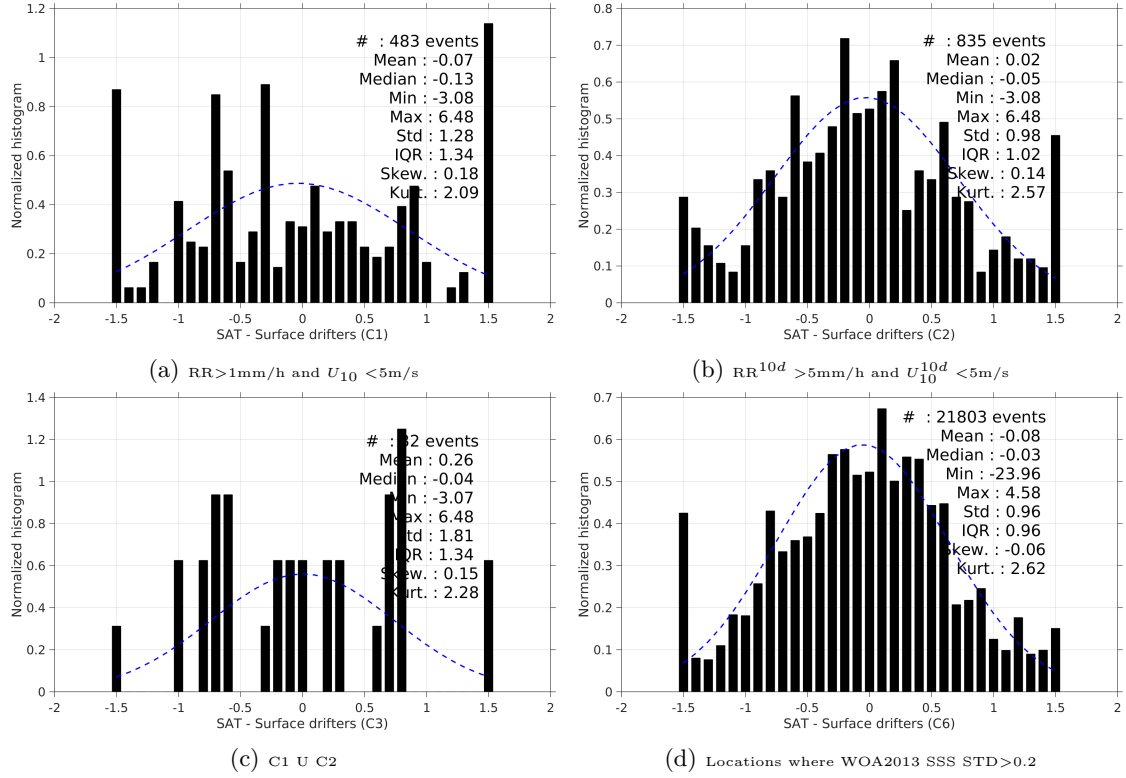 1.2
1
0.8
0.6
0.4
0.2
0
Normalized histogram
# : 483 events
Mean : -0.07
Median : -0.13
Min : -3.08
Max : 6.48
Std : 1.28
IQR : 1.34
Skew. : 0.18
Kurt. : 2.09
-2 -1.5 -1 -0.5 0 0.5 1 1.5 2
SAT - Surface drifters (C1)
(a) RR>1mm/h and U10 <5m/s
0.8
0.7
0.6
0.5
0.4
0.3
0.2
0.1
0
Normalized histogram
# : 835 events
Mean : 0.02
Median : -0.05
Min : -3.08
Max : 6.48
Std : 0.98
IQR : 1.02
Skew. : 0.14
Kurt. : 2.57
-2 -1.5 -1 -0.5 0 0.5 1 1.5 2
SAT - Surface drifters (C2)
(b) RR^10d >5mm/h and U10^10d <5m/s
1.4
1.2
1
0.8
0.6
0.4
0.2
0
Normalized histogram
# : events
Mean : 0.26
Median : -0.04
Min : -3.07
Max : 6.48
Std : 1.81
IQR : 1.34
Skew. : 0.15
Kurt. : 2.28
-2 -1.5 -1 -0.5 0 0.5 1 1.5 2
SAT - Surface drifters (C3)
(c) C1 U C2
0.7
0.6
0.5
0.4
0.3
0.2
0.1
0
Normalized histogram
# : 21803 events
Mean : -0.08
Median : -0.03
Min : -23.96
Max : 4.58
Std : 0.96
IQR : 0.96
Skew. : -0.06
Kurt. : 2.62
-2 -1.5 -1 -0.5 0 0.5 1 1.5 2
SAT - Surface drifters (C6)
(d) Locations where WOA2013 SSS STD>0.2